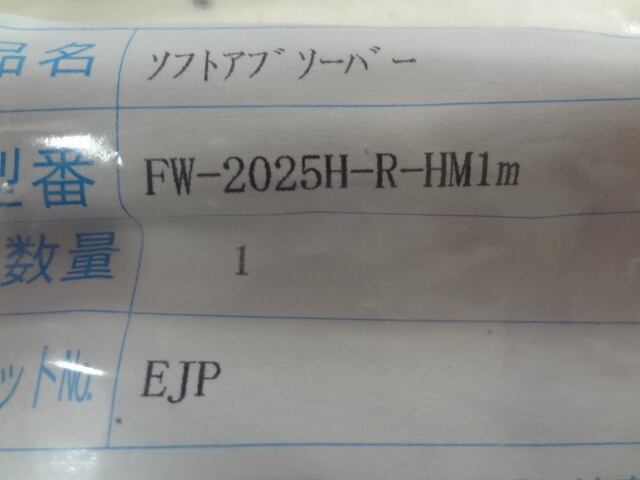 品名 ソフトアブソーバー
型番 FW-2025H-R-HM1m
数量 1
ットNo. EJP